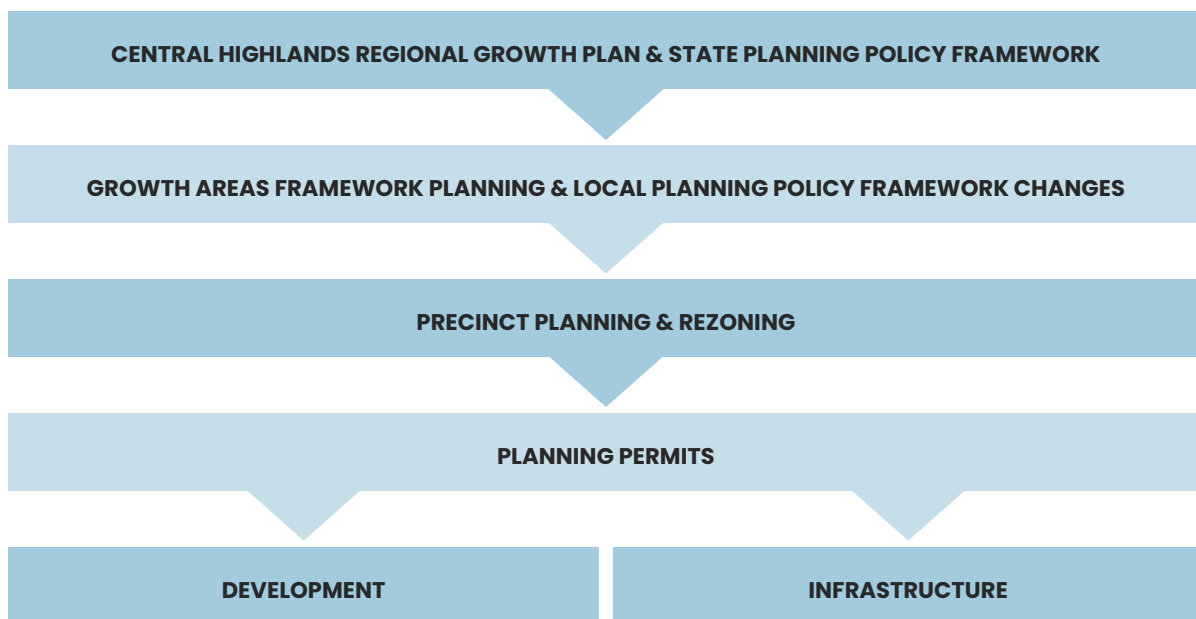 CENTRAL HIGHLANDS REGIONAL GROWTH PLAN & STATE PLANNING POLICY FRAMEWORK
GROWTH AREAS FRAMEWORK PLANNING & LOCAL PLANNING POLICY FRAMEWORK CHANGES
PRECINCT PLANNING & REZONING
PLANNING PERMITS
DEVELOPMENT
INFRASTRUCTURE